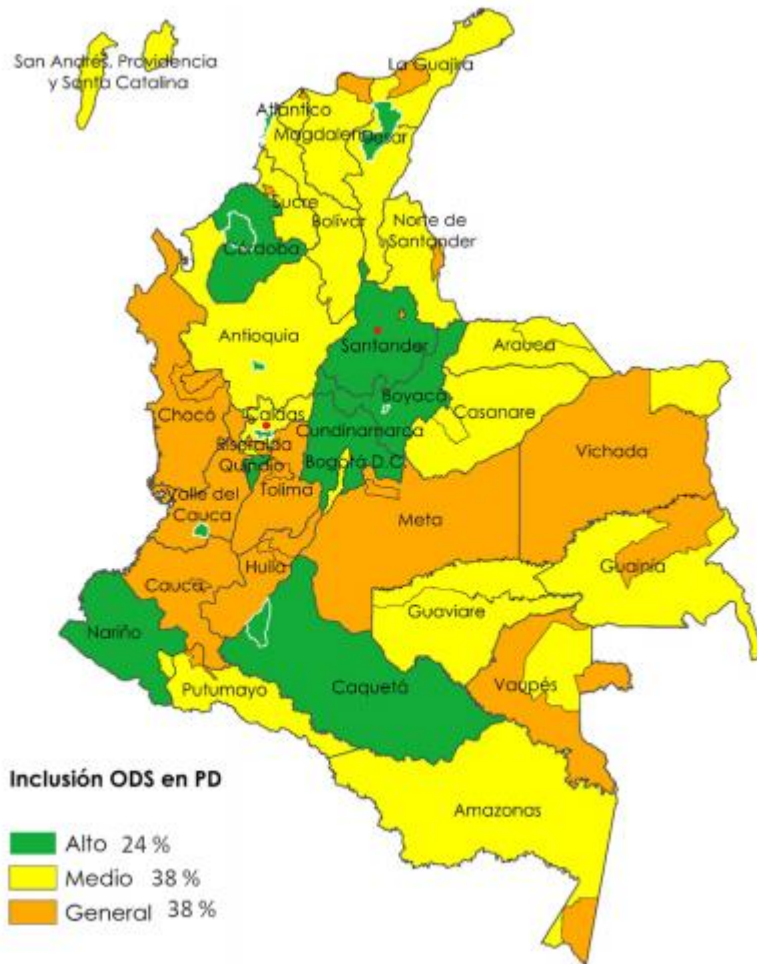 San Andrés, Providencia
y Santa Catalina
La Guajira
Atlántico
Magdalena
Cesar
Sucre
Bolívar
Norte de
Santander
Córdoba
Antioquia
Santander
Arauca
Boyacá
Casanare
Chocó
Caldas
Cundinamarca
Risaralda
Quindío
Bogotá D.C.
Vichada
Tolima
Valle del
Cauca
Meta
Huila
Guainía
Cauca
Guaviare
Nariño
Vaupés
Putumayo
Caquetá
Amazonas
Inclusión ODS en PD
Alto 24 %
Medio 38 %
General 38 %